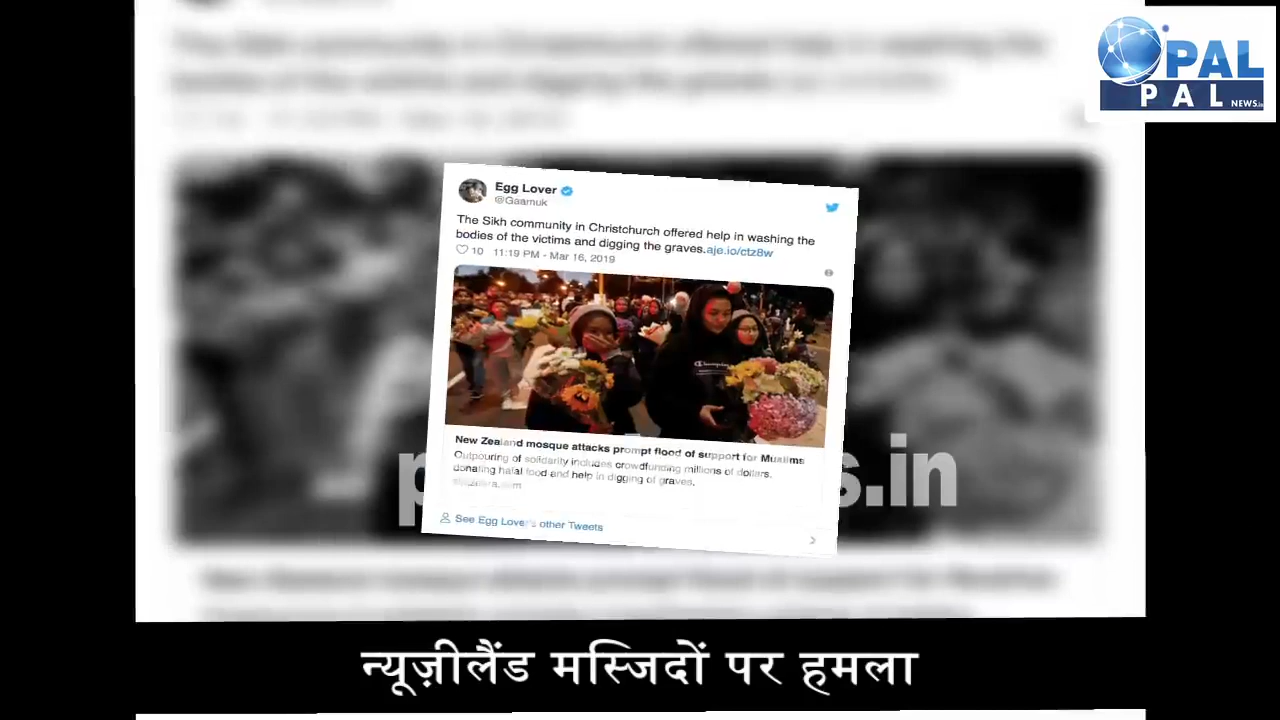 PAL
PAL NEWS.in
Egg Lover
@Gaamuk
The Sikh community in Christchurch offered help in washing the
bodies of the victims and digging the graves.aje.io/ctz8w
10 11:19 PM - Mar 16, 2019
Champion
New Zealand mosque attacks prompt flood of support for Muslims
Outpouring of solidarity includes crowdfunding millions of dollars,
donating halal food and help in digging of graves.
See Egg Lover's other Tweets
s.in
न्यूज़ीलैंड मस्जिदों पर हमला